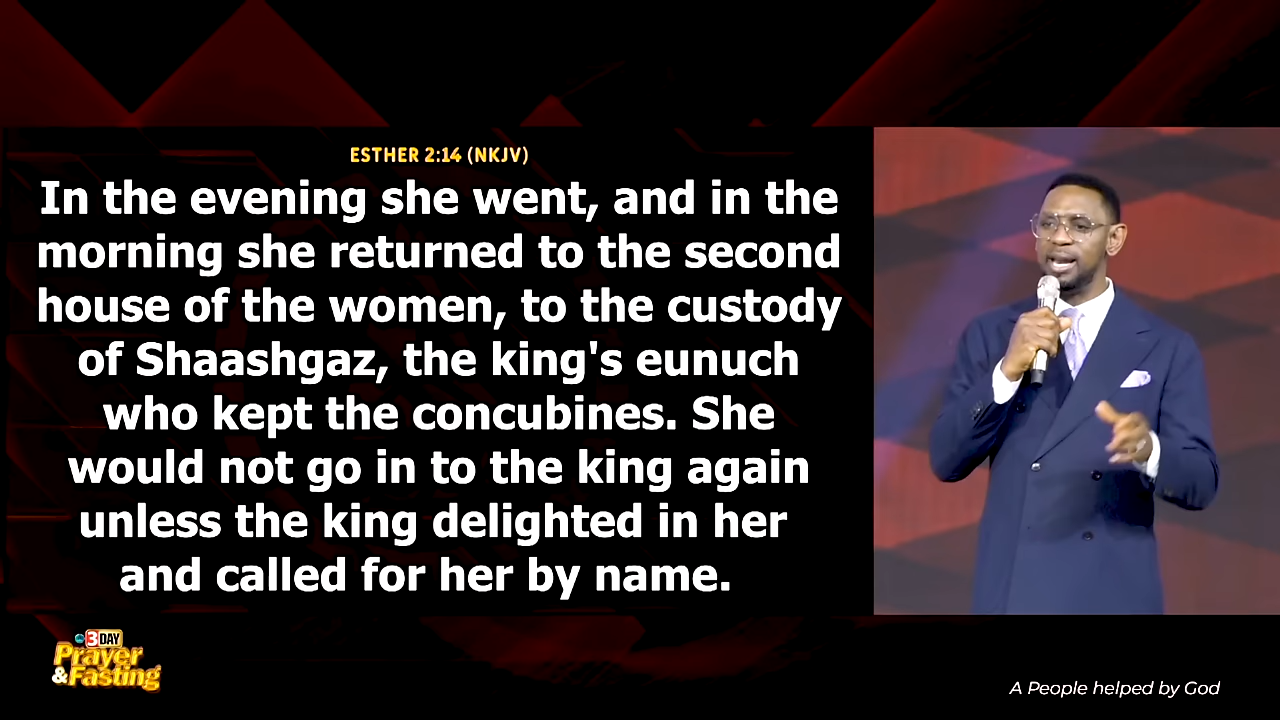 ESTHER 2:14 (NKJV)
In the evening she went, and in the
morning she returned to the second
house of the women, to the custody
of Shaashgaz, the king's eunuch
who kept the concubines. She
would not go in to the king again
unless the king delighted in her
and called for her by name.
3 DAY
Prayer
&Fasting
A People helped by God